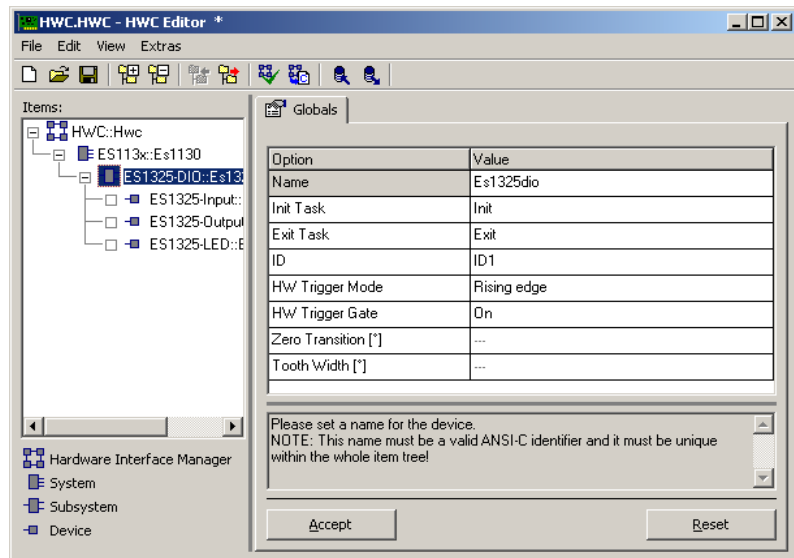 HWC.HWC - HWC Editor *
File Edit View Extras
Items:
HWC::Hwc
ES113x::Es1130
ES1325-DIO::Es13
ES1325-Input::
ES1325-Output
ES1325-LED::E
Hardware Interface Manager
System
Subsystem
Device
Globals
Option Value
Name Es1325dio
Init Task Init
Exit Task Exit
ID ID1
HW Trigger Mode Rising edge
HW Trigger Gate On
Zero Transition [°] ---
Tooth Width [°] ---
Please set a name for the device.
NOTE: This name must be a valid ANSI-C identifier and it must be unique
within the whole item tree!
Accept Reset